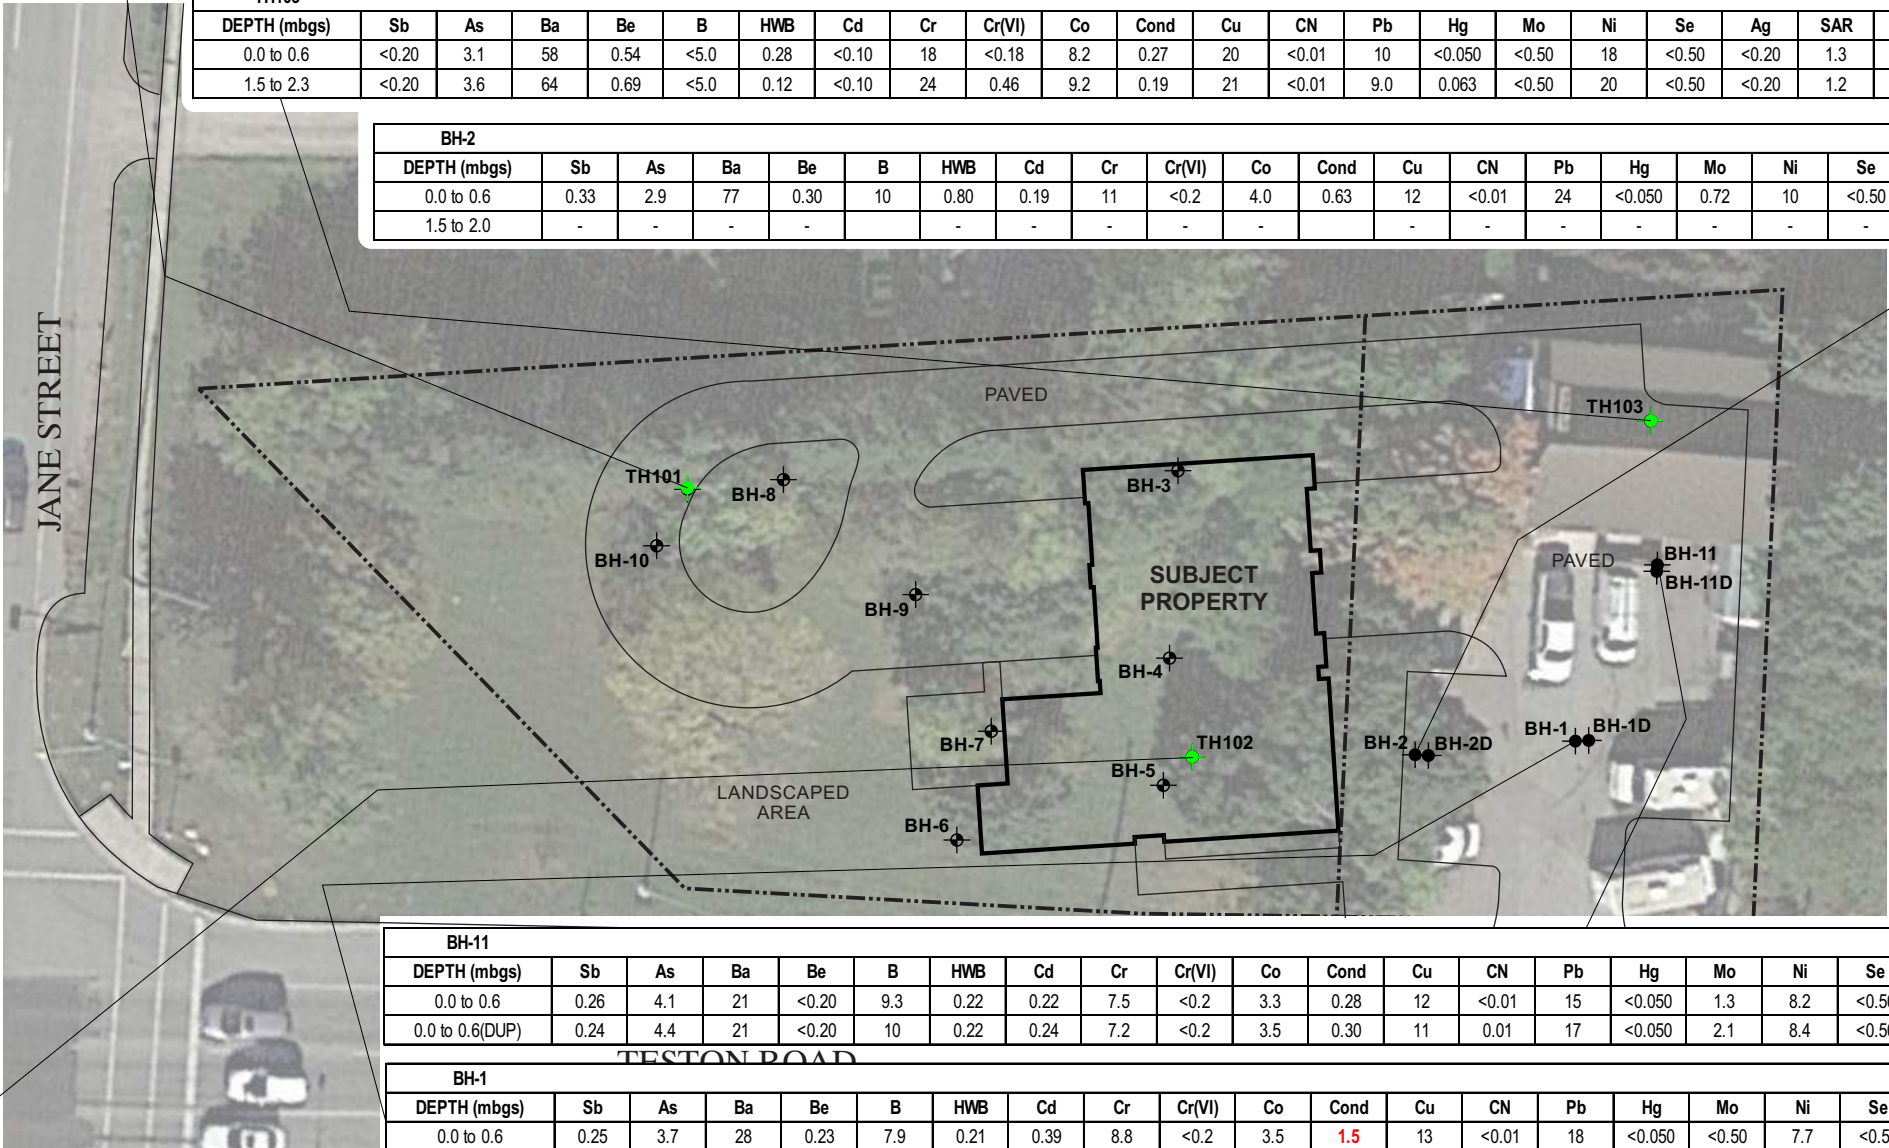 DEPTH (mbgs) Sb As Ba Be B HWB Cd Cr Cr(VI) Co Cond Cu CN Pb Hg Mo Ni Se Ag SAR
0.0 to 0.6 <0.20 3.1 58 0.54 <5.0 0.28 <0.10 18 <0.18 8.2 0.27 20 <0.01 10 <0.050 <0.50 18 <0.50 <0.20 1.3
1.5 to 2.3 <0.20 3.6 64 0.69 <5.0 0.12 <0.10 24 0.46 9.2 0.19 21 <0.01 9.0 0.063 <0.50 20 <0.50 <0.20 1.2
BH-2
DEPTH (mbgs) Sb As Ba Be B HWB Cd Cr Cr(VI) Co Cond Cu CN Pb Hg Mo Ni Se
0.0 to 0.6 0.33 2.9 77 0.30 10 0.80 0.19 11 <0.2 4.0 0.63 12 <0.01 24 <0.050 0.72 10 <0.50
1.5 to 2.0 - - - - - - - - - - - - - - - -
JANE STREET
PAVED
TH103
TH101
BH-8
BH-3
BH-10
PAVED
BH-11
BH-11D
SUBJECT
PROPERTY
BH-9
BH-4
BH-7
TH102
BH-2
BH-2D
BH-1
BH-1D
BH-5
LANDSCAPED
AREA
BH-6
BH-11
DEPTH (mbgs) Sb As Ba Be B HWB Cd Cr Cr(VI) Co Cond Cu CN Pb Hg Mo Ni Se
0.0 to 0.6 0.26 4.1 21 <0.20 9.3 0.22 0.22 7.5 <0.2 3.3 0.28 12 <0.01 15 <0.050 1.3 8.2
0.0 to 0.6(DUP) 0.24 4.4 21 <0.20 10 0.22 0.24 7.2 <0.2 3.5 0.30 11 0.01 17 <0.050 2.1 8.4
TESTON ROAD
BH-1
DEPTH (mbgs) Sb As Ba Be B HWB Cd Cr Cr(VI) Co Cond Cu CN Pb Hg Mo Ni Se
0.0 to 0.6 0.25 3.7 28 0.23 7.9 0.21 0.39 8.8 <0.2 3.5 1.5 13 <0.01 18 <0.050 <0.50 7.7